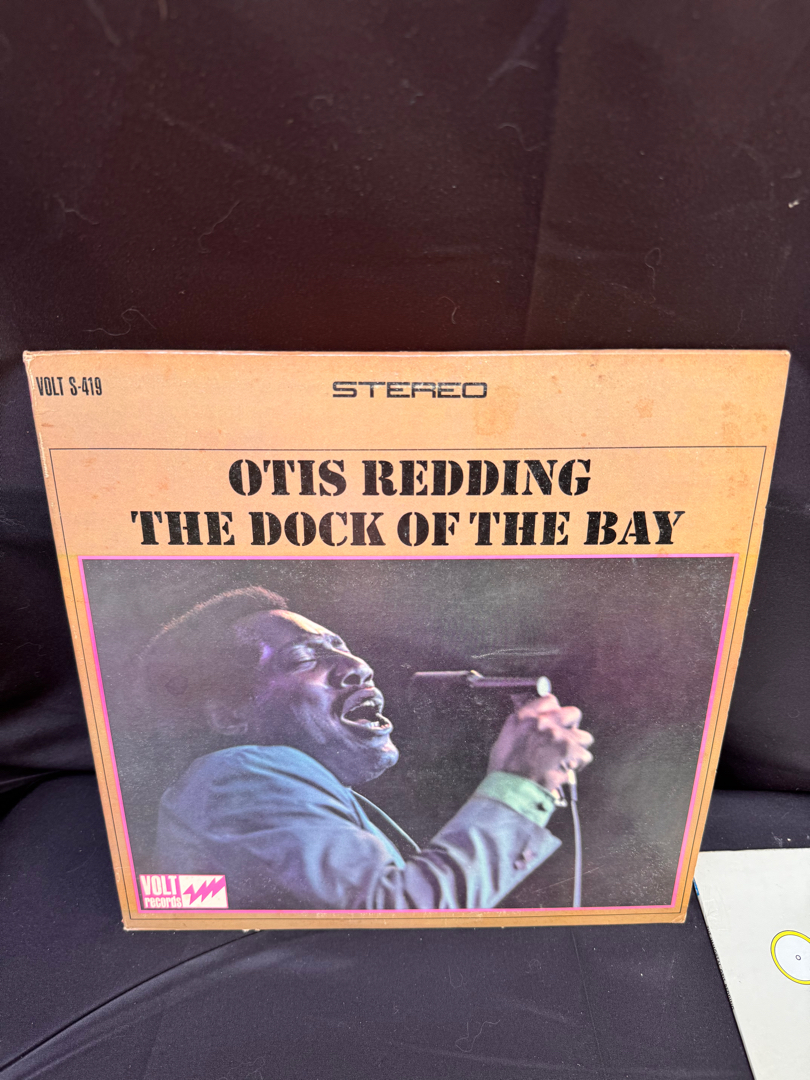 VOLT S-419
STEREO
OTIS REDDING
THE DOCK OF THE BAY
VOLT
records